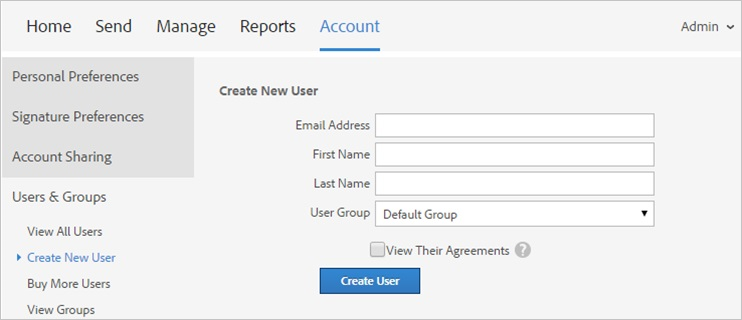 Home Send Manage Reports Account Admin
Personal Preferences
Signature Preferences
Account Sharing
Users & Groups
View All Users
Create New User
Buy More Users
View Groups
Create New User
Email Address
First Name
Last Name
User Group Default Group
View Their Agreements ?
Create User